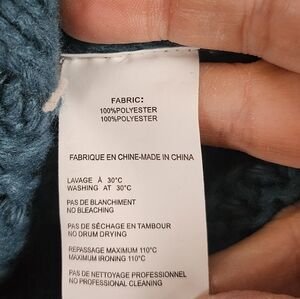 FABRIC:
100%POLYESTER
100%POLYESTER
FABRIQUE EN CHINE-MADE IN CHINA
LAVAGE À 30°C
WASHING AT 30°C
PAS DE BLANCHIMENT
NO BLEACHING
PAS DE SÉCHAGE EN TAMBOUR
NO DRUM DRYING
REPASSAGE MAXIMUM 110°C
MAXIMUM IRONING 110°C
PAS DE NETTOYAGE PROFESSIONNEL
NO PROFESSIONAL CLEANING